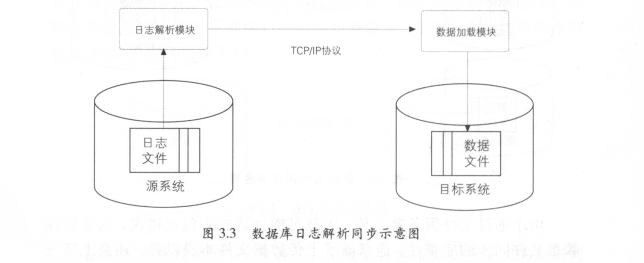 日志解析模块
数据加载模块
TCP/IP协议
日志
文件
数据
文件
源系统
目标系统
图 3.3 数据库日志解析同步示意图